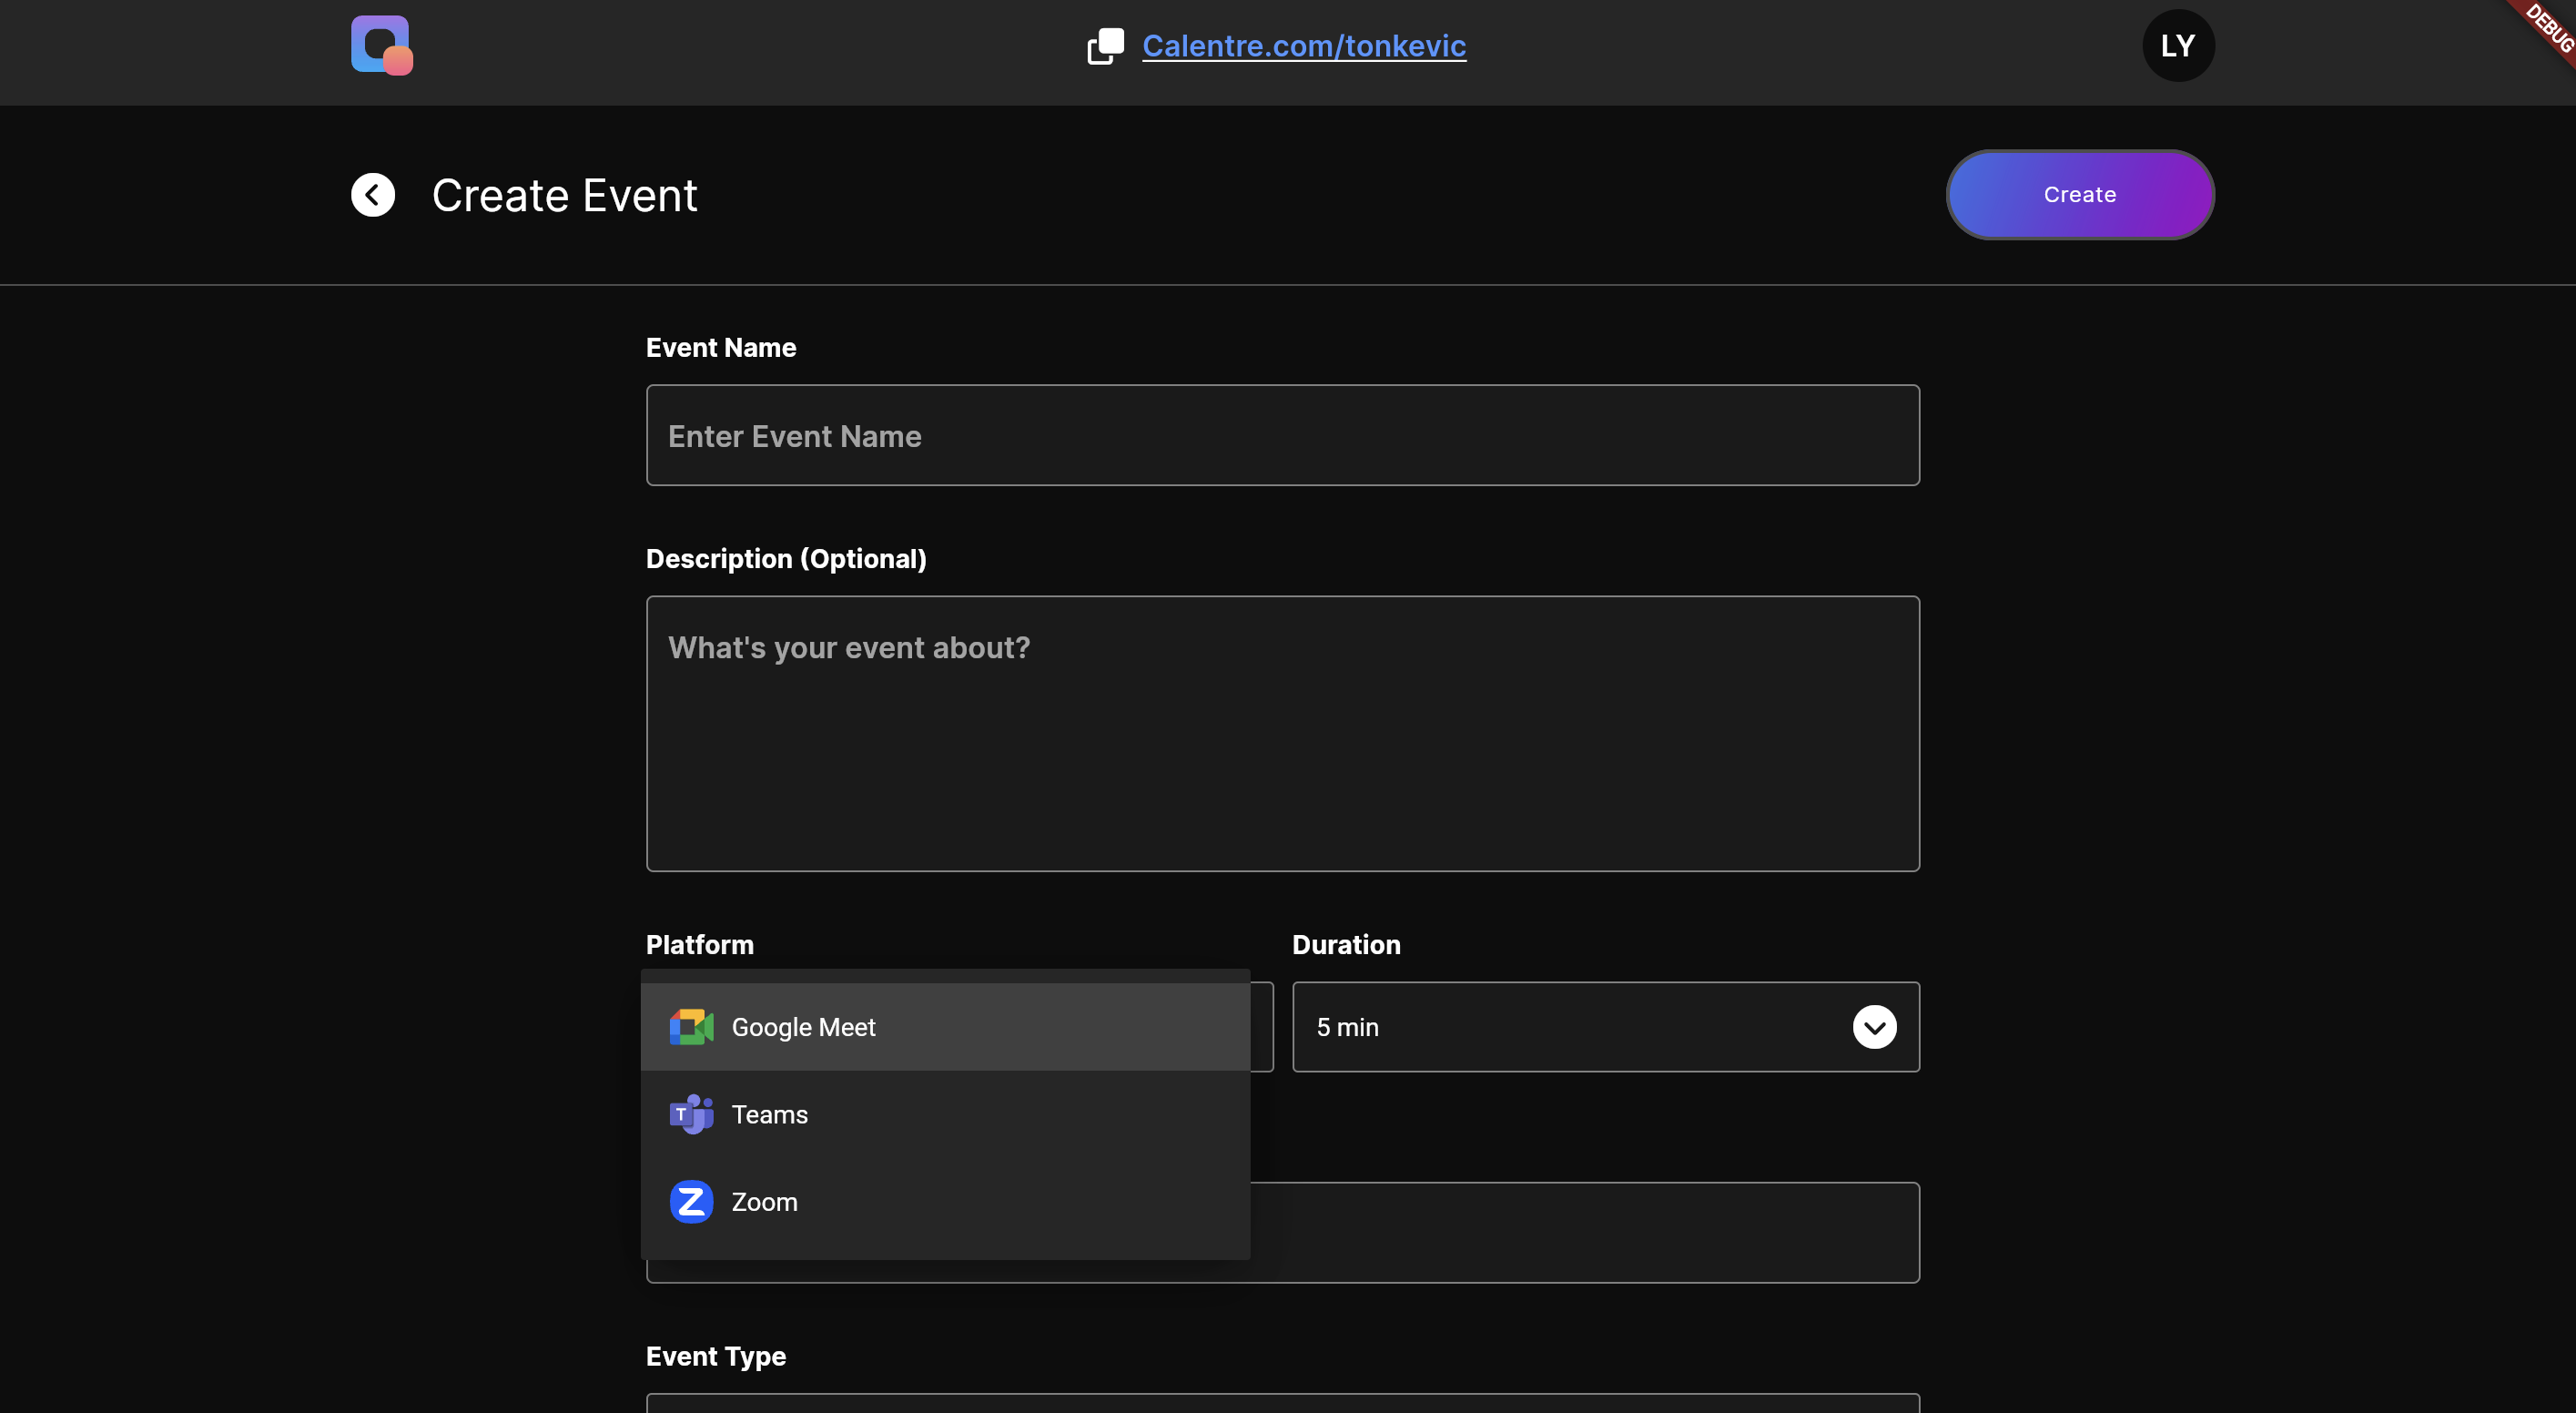 Calentre.com/tonkevic
LY
DEBUG
Create Event
Create
Event Name
Enter Event Name
Description (Optional)
What's your event about?
Platform
Duration
Google Meet
5 min
T Teams
Zoom
Event Type